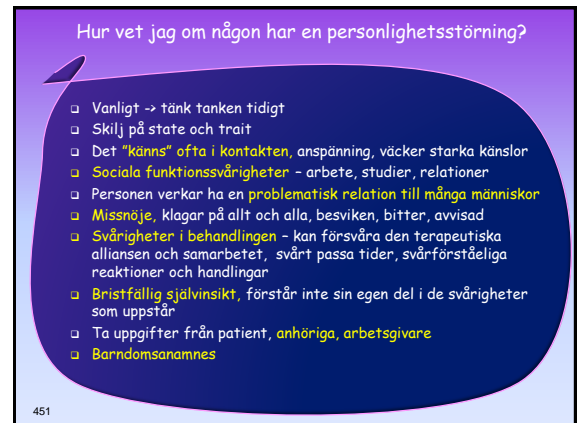 Hur vet jag om någon har en personlighetsstörning?
Vanligt -> tänk tanken tidigt
Skilj på state och trait
Det "känns" ofta i kontakten, anspänning, väcker starka känslor
Sociala funktionssvårigheter – arbete, studier, relationer
Personen verkar ha en problematisk relation till många människor
Missnöje, klagar på allt och alla, besviken, bitter, avvisad
Svårigheter i behandlingen – kan försvåra den terapeutiska
alliansen och samarbetet, svårt passa tider, svårförståeliga
reaktioner och handlingar
Bristfällig självinsikt, förstår inte sin egen del i de svårigheter
som uppstår
Ta uppgifter från patient, anhöriga, arbetsgivare
Barndomsanamnes
451